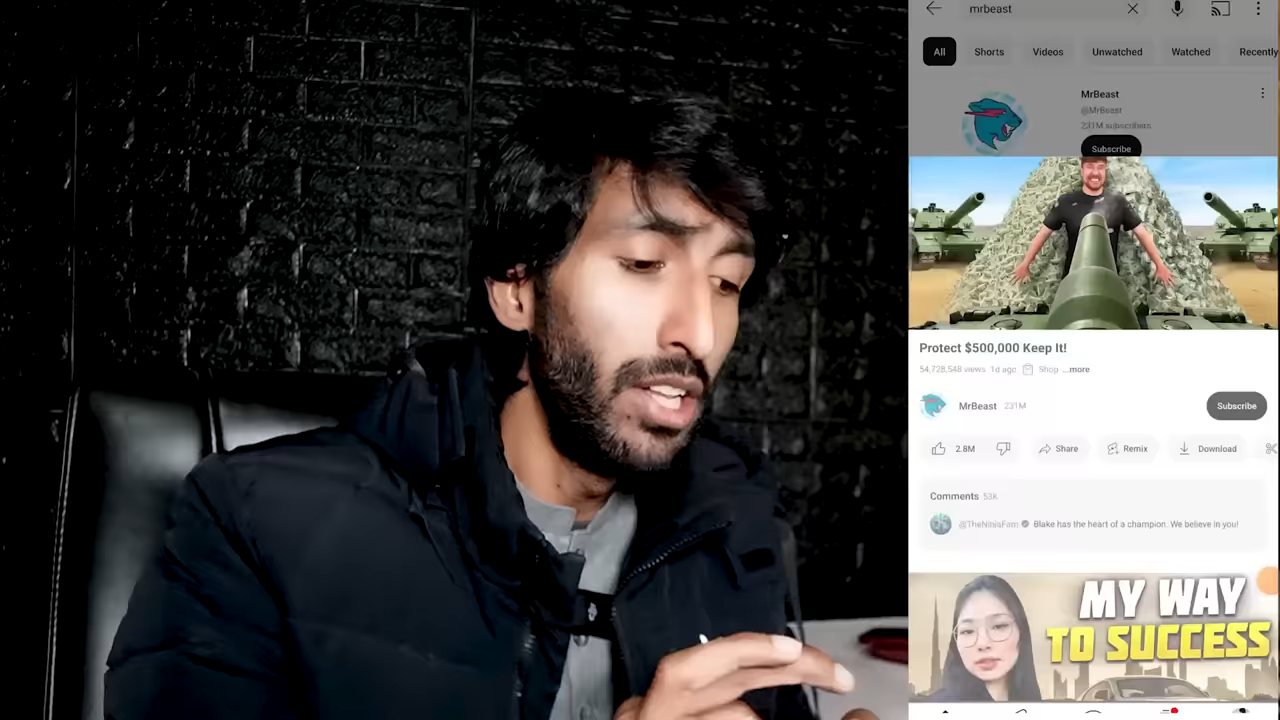 mrbeast
All Shorts Videos Unwatched Watched Recently
MrBeast
@MrBeast
231M subscribers
Subscribe
Protect $500,000 Keep It!
54,728,548 views 1d ago Shop ...more
MrBeast 231M
Subscribe
2.8M Share Remix Download
Comments 53K
@TheNinjaFam Blake has the heart of a champion. We believe in you!
MY WAY
TO SUCCESS